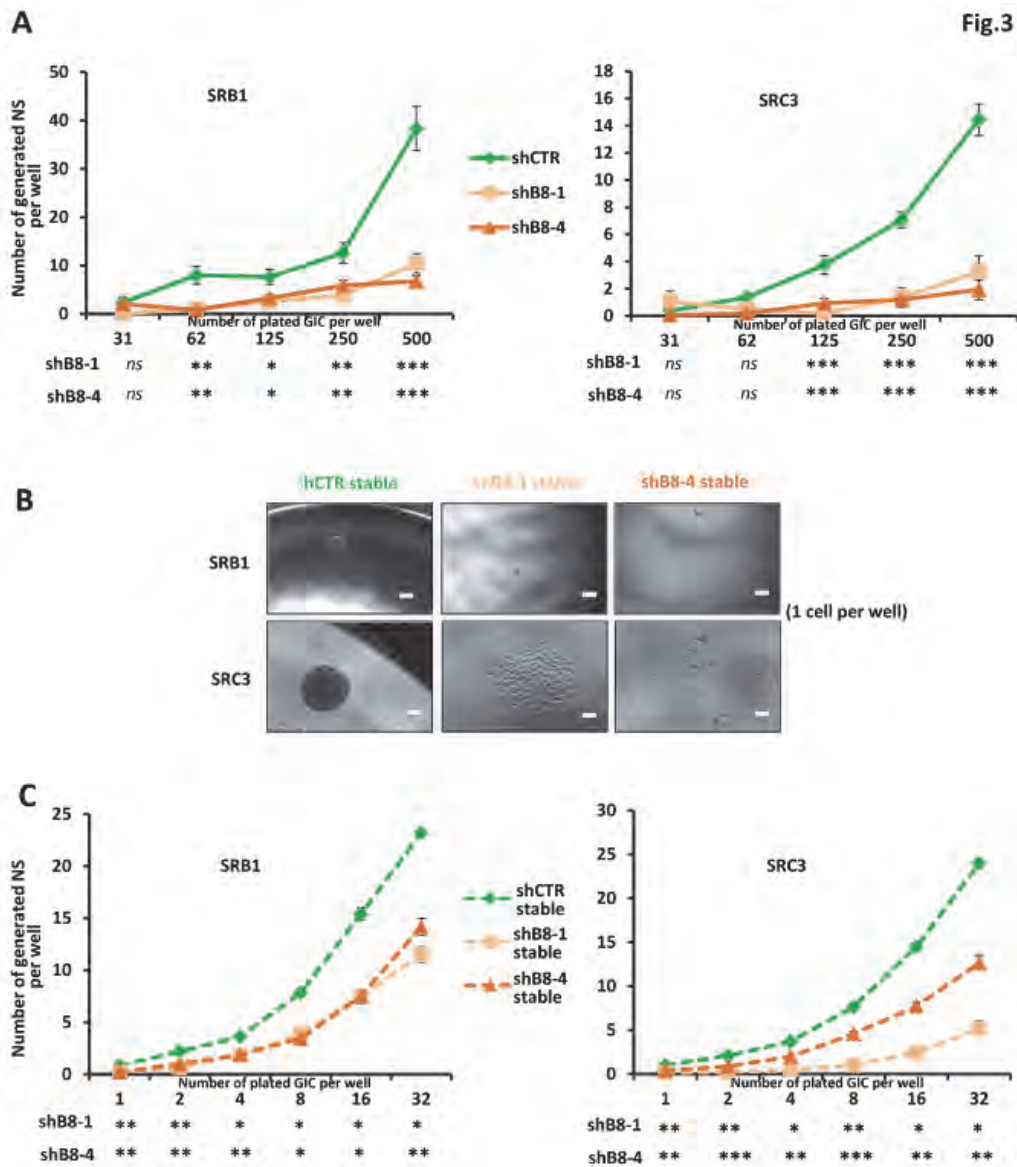 A
Fig.3
SRB1
SRC3
Number of generated NS
per well
50
40
30
20
10
0
18
16
14
12
10
8
6
4
2
0
shCTR
shB8-1
shB8-4
Number of plated GIC per well
31 62 125 250 500
shB8-1 ns ** * ** ***
shB8-4 ns ** * ** ***
Number of plated GIC per well
31 62 125 250 500
shB8-1 ns ns *** *** ***
shB8-4 ns ns *** *** ***
B
hCTR stable
shB8-1 stable
shB8-4 stable
SRB1
(1 cell per well)
SRC3
C
SRB1
SRC3
Number of generated NS
per well
25
20
15
10
5
0
30
25
20
15
10
5
0
shCTR
stable
shB8-1
stable
shB8-4
stable
Number of plated GIC per well
1 2 4 8 16 32
shB8-1 ** ** * * * *
shB8-4 ** ** ** * * **
Number of plated GIC per well
1 2 4 8 16 32
shB8-1 ** ** * ** * *
shB8-4 ** *** ** *** ** **